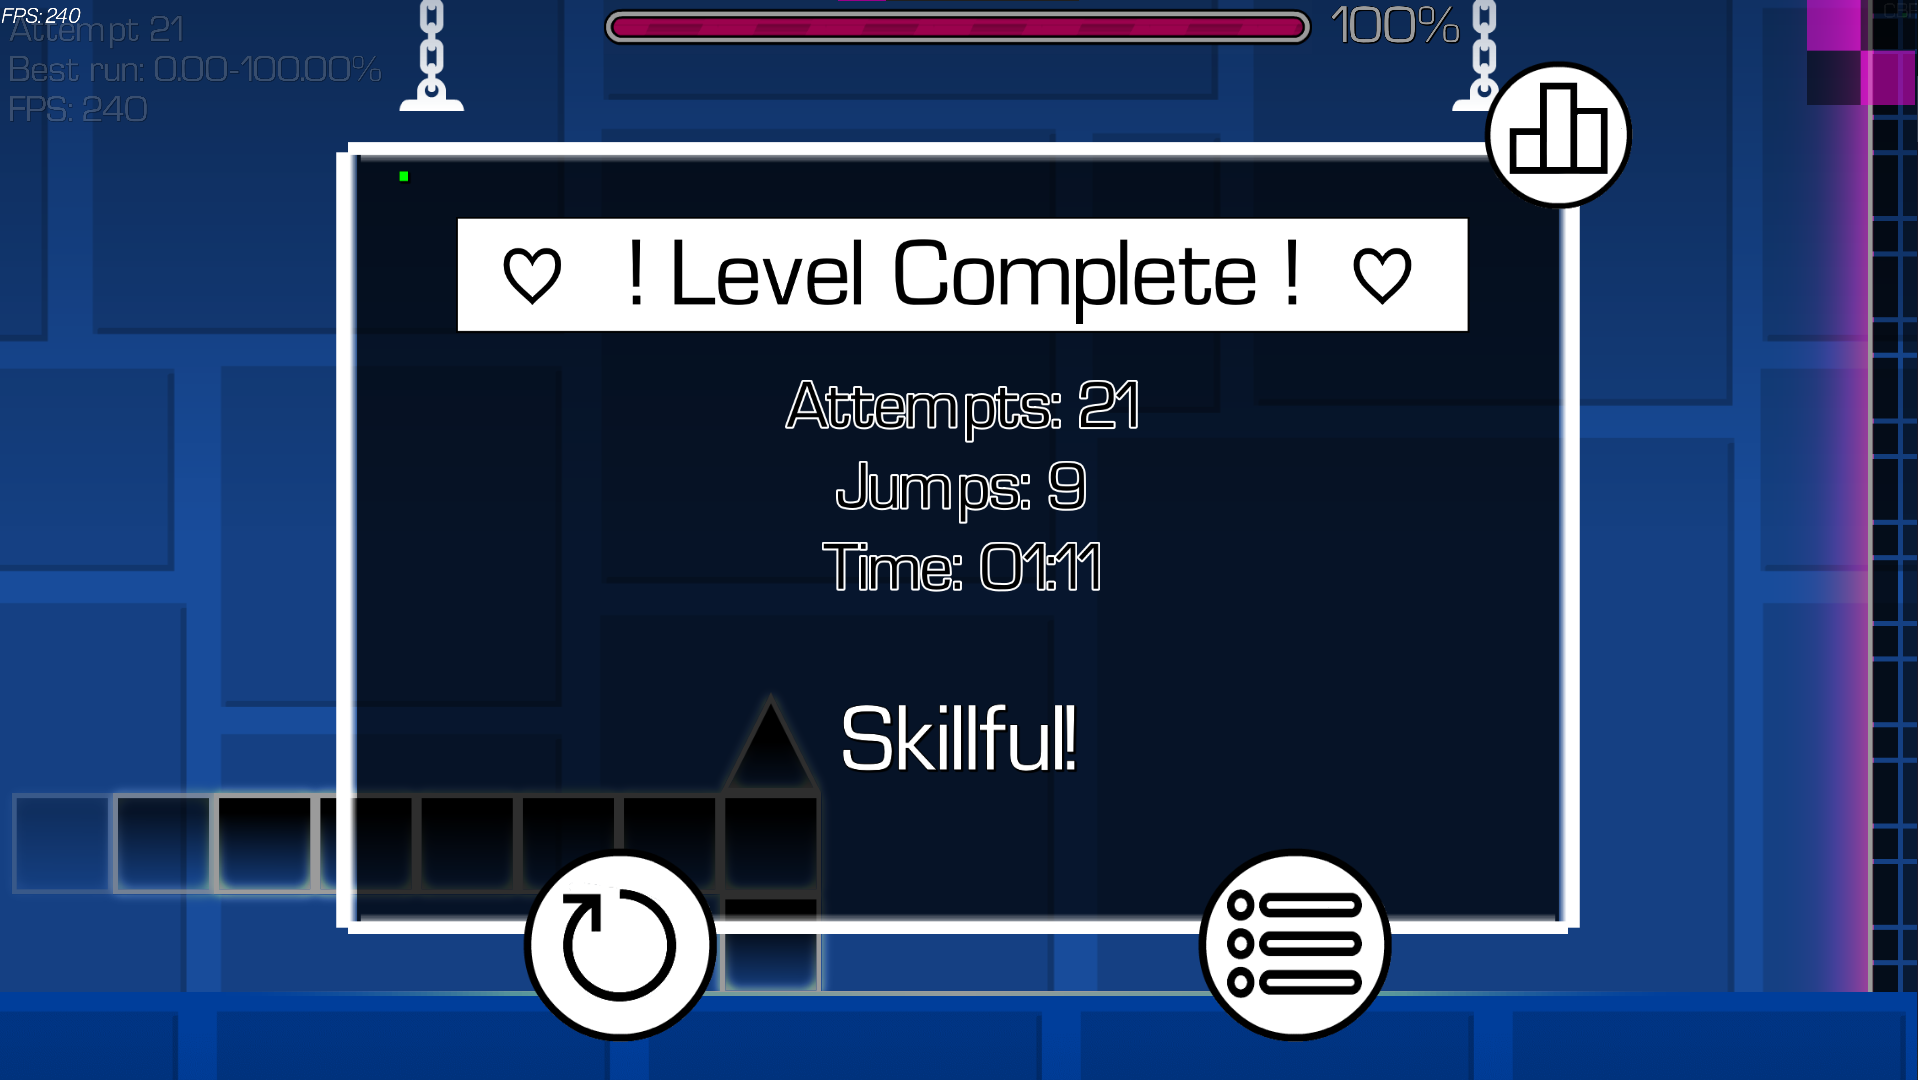 FPS: 240
Attempt 21
Best run: 0.00-100.00%
FPS: 240
100%
! Level Complete !
Attempts: 21
Jumps: 9
Time: 01:11
Skillful!